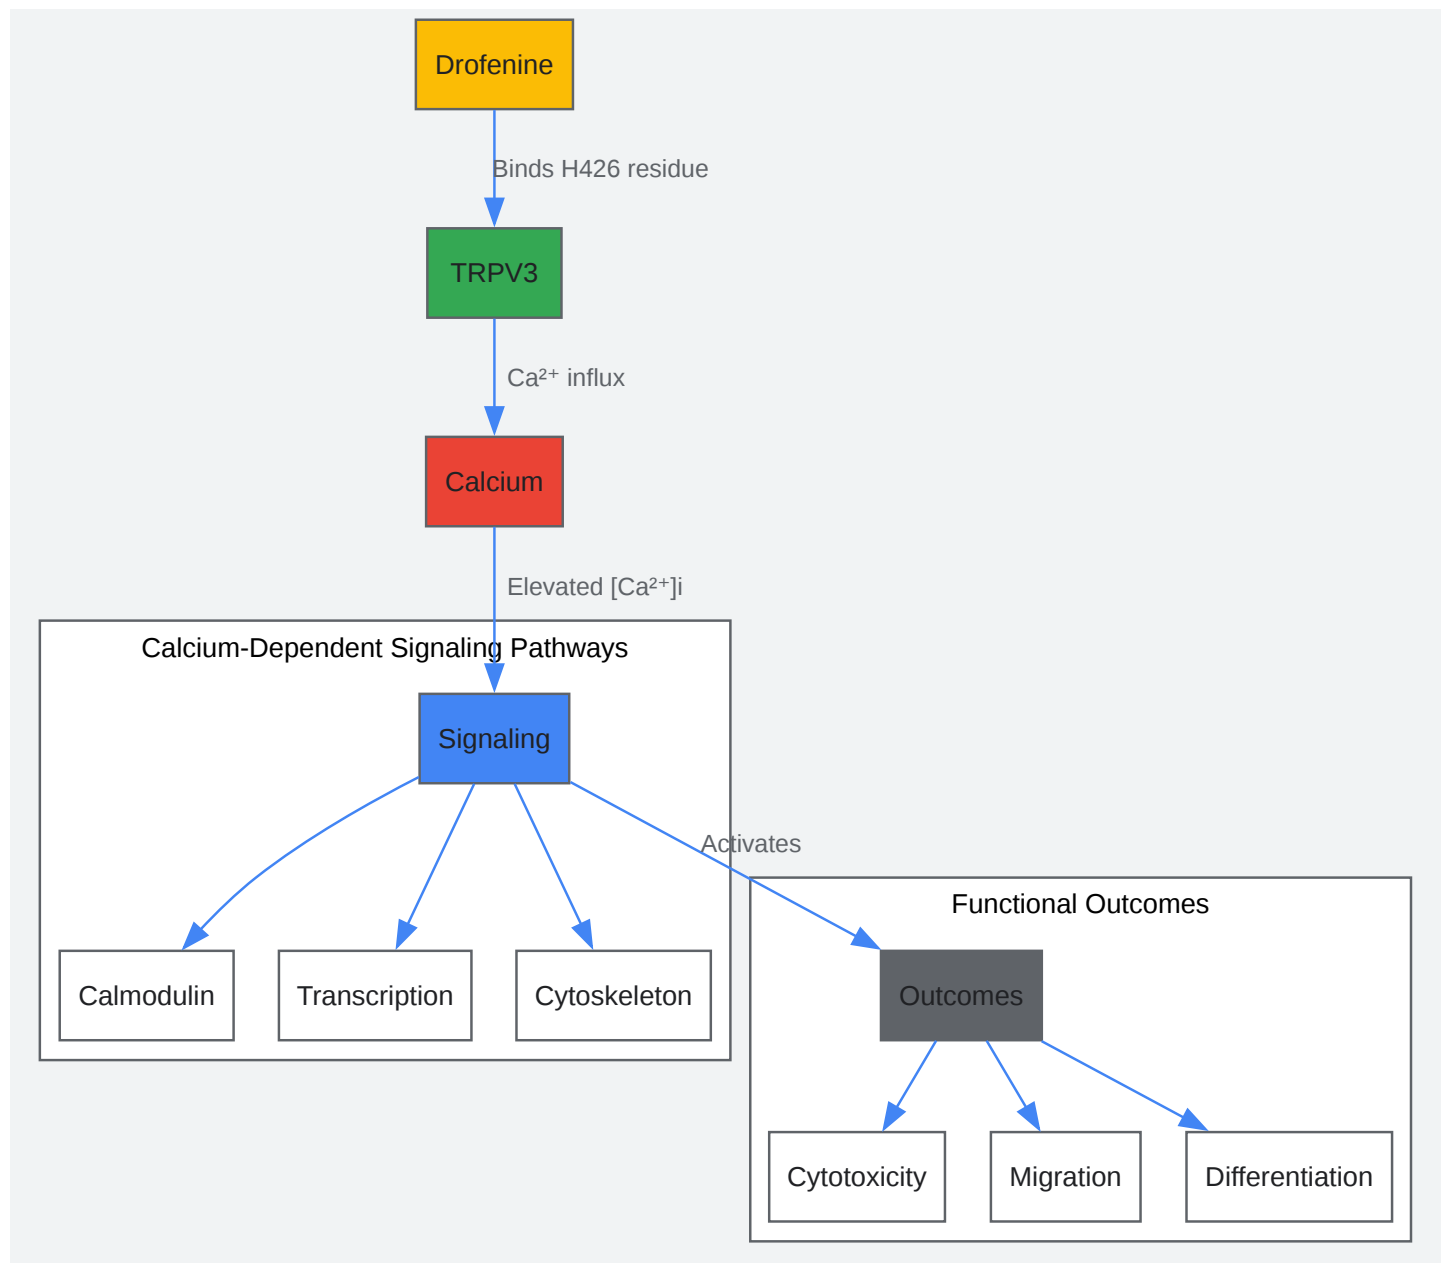 Drofenine
Binds H426 residue
TRPV3
Ca²⁺ influx
Calcium
Elevated [Ca²⁺]i
Calcium-Dependent Signaling Pathways
Signaling
Activates
Functional Outcomes
Calmodulin
Transcription
Cytoskeleton
Outcomes
Cytotoxicity
Migration
Differentiation